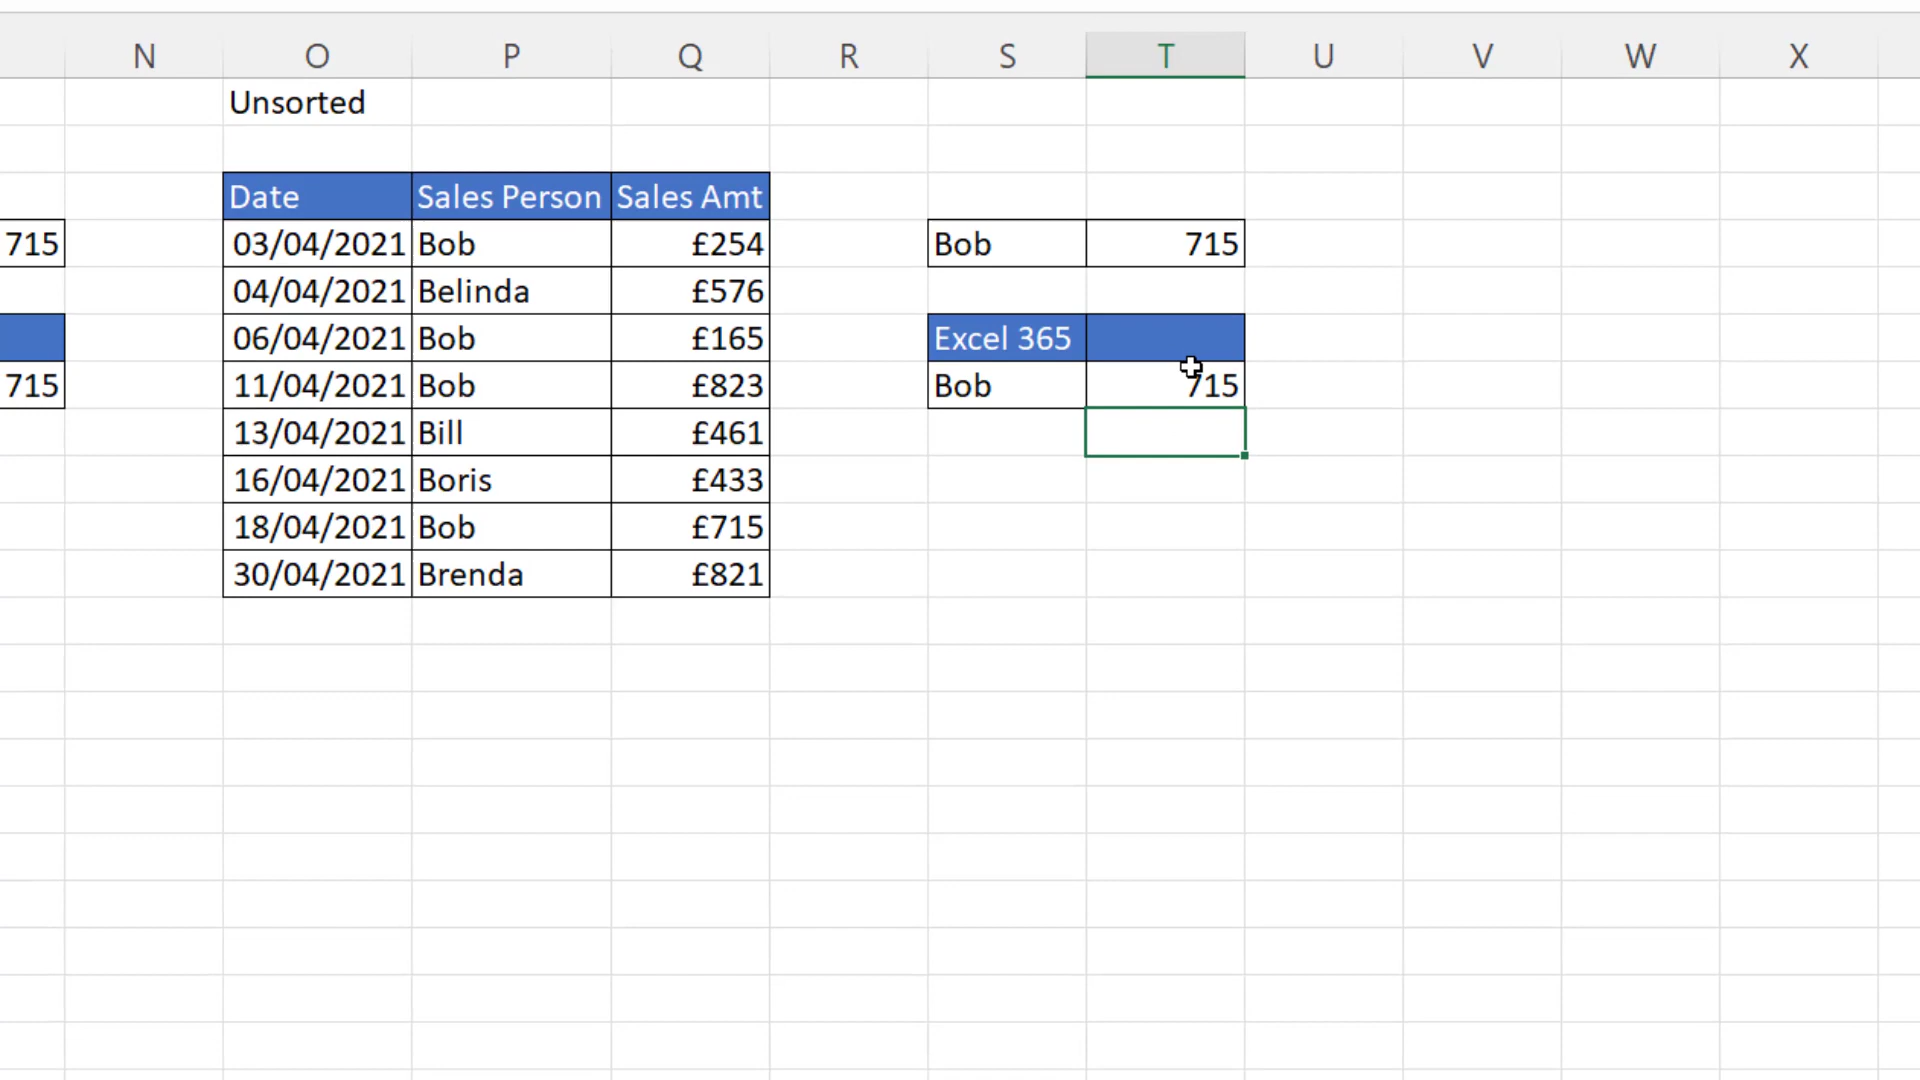 N O P Q R S T U V W X
Unsorted
Date Sales Person Sales Amt
715 03/04/2021 Bob £254 Bob 715
04/04/2021 Belinda £576
06/04/2021 Bob £165 Excel 365
715 11/04/2021 Bob £823 Bob 715
13/04/2021 Bill £461
16/04/2021 Boris £433
18/04/2021 Bob £715
30/04/2021 Brenda £821